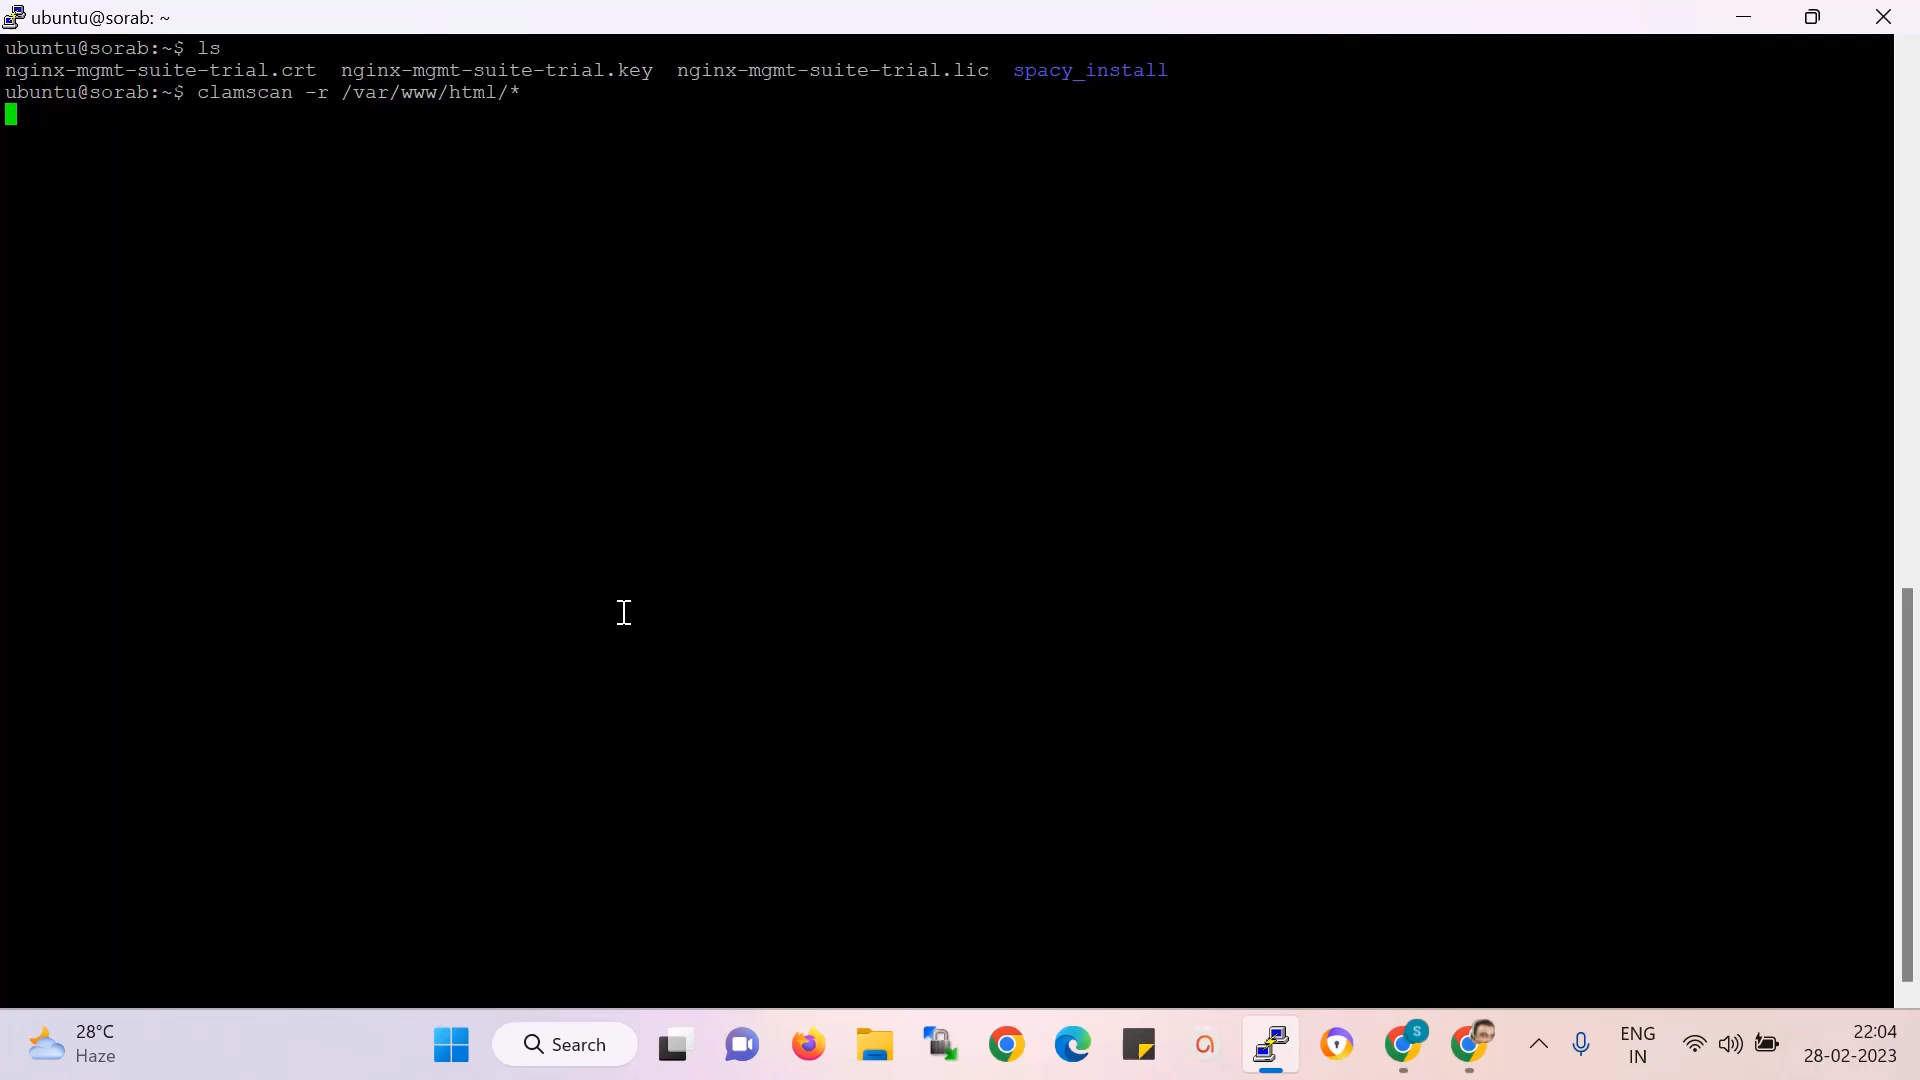 ubuntu@sorab: ~
ubuntu@sorab:~$ ls
nginx-mgmt-suite-trial.crt  nginx-mgmt-suite-trial.key  nginx-mgmt-suite-trial.lic  spacy_install
ubuntu@sorab:~$ clamscan -r /var/www/html/*
28°C
Haze
Search
S
ENG
IN
22:04
28-02-2023